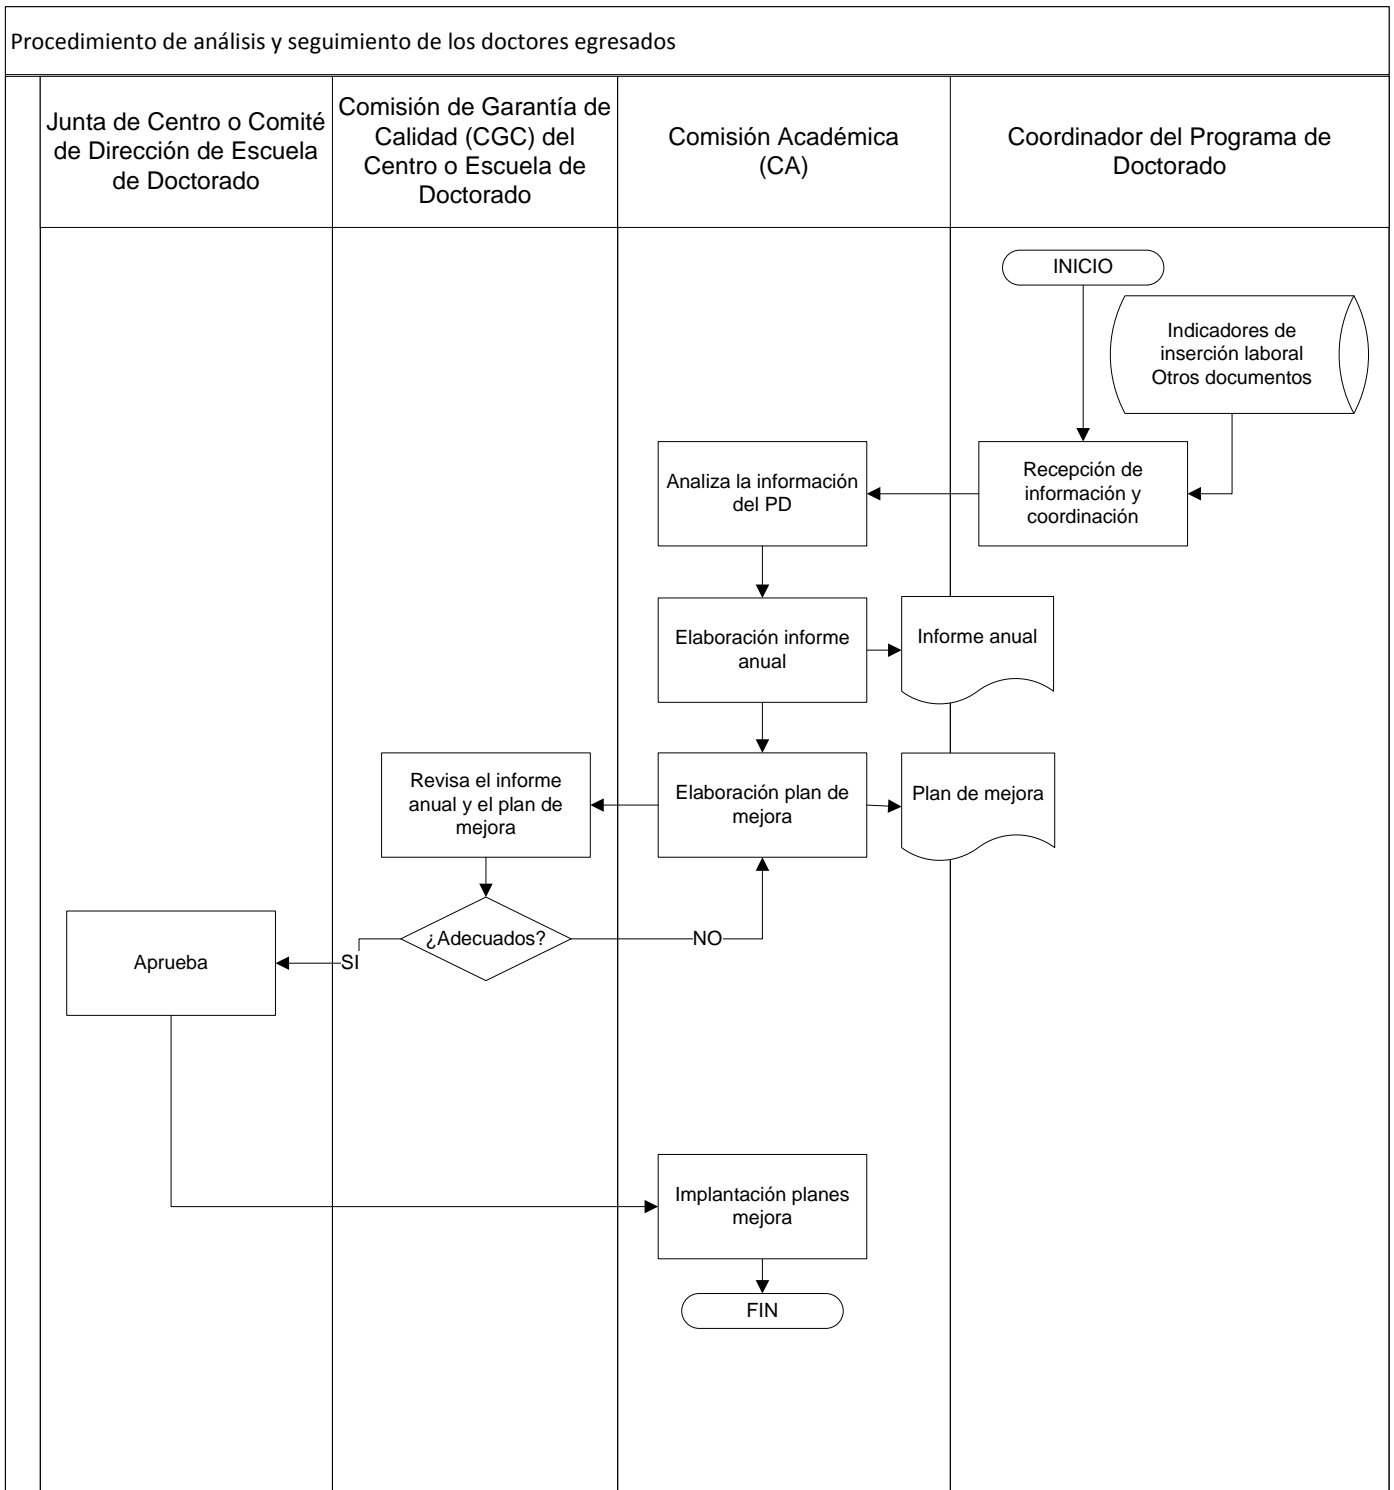 Procedimiento de análisis y seguimiento de los doctores egresados
Junta de Centro o Comité
de Dirección de Escuela
de Doctorado
Comisión de Garantía de
Calidad (CGC) del
Centro o Escuela de
Doctorado
Comisión Académica
(CA)
Coordinador del Programa de
Doctorado
INICIO
Indicadores de
inserción laboral
Otros documentos
Recepción de
información y
coordinación
Analiza la información
del PD
Elaboración informe
anual
Informe anual
Elaboración plan de
mejora
Plan de mejora
Revisa el informe
anual y el plan de
mejora
¿Adecuados?
NO
SI
Aprueba
Implantación planes
mejora
FIN